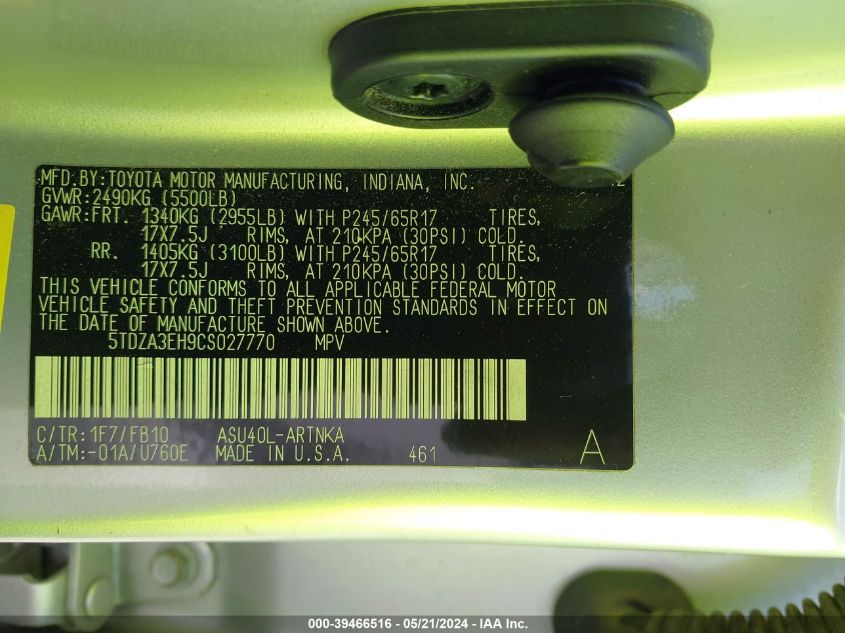 MFD.BY:TOYOTA MOTOR MANUFACTURING, INDIANA, INC.
GVWR:2490KG (5500LB)
GAWR:FRT. 1340KG (2955LB) WITH P245/65R17 TIRES,
17X7.5J RIMS, AT 210KPA (30PSI) COLD.
RR. 1405KG (3100LB) WITH P245/65R17 TIRES,
17X7.5J RIMS, AT 210KPA (30PSI) COLD.
THIS VEHICLE CONFORMS TO ALL APPLICABLE FEDERAL MOTOR
VEHICLE SAFETY AND THEFT PREVENTION STANDARDS IN EFFECT ON
THE DATE OF MANUFACTURE SHOWN ABOVE.
5TDZA3EH9CS027770 MPV
C/TR:1F7/FB10 ASU40L-ARTNKA
A/TM:-01A/U760E MADE IN U.S.A. 461 A
000-39466516 - 05/21/2024 - IAA Inc.